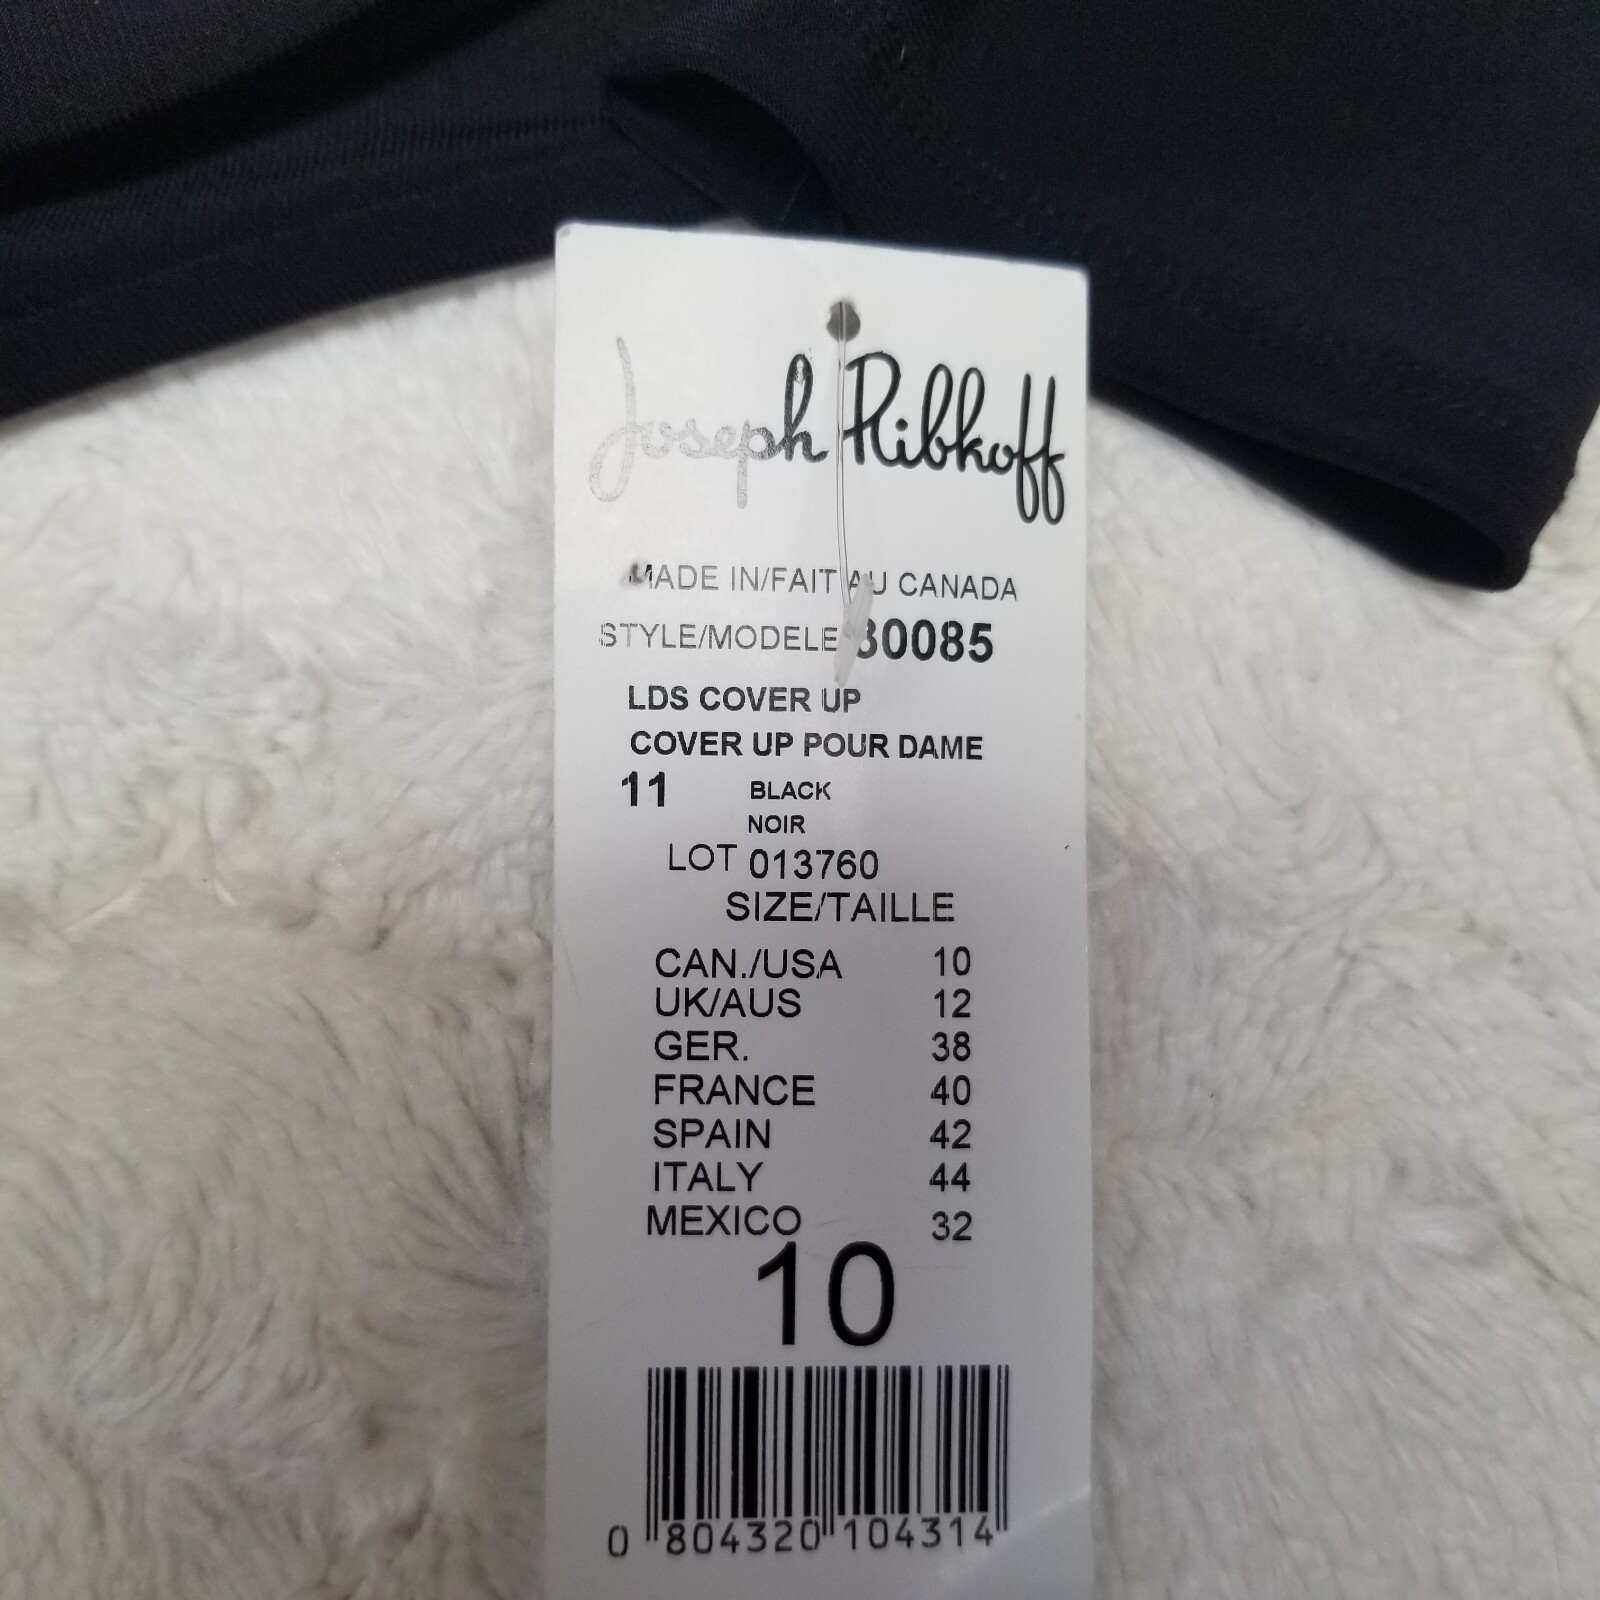 Joseph Ribkoff
MADE IN/FAIT AU CANADA
STYLE/MODELE 30085
LDS COVER UP
COVER UP POUR DAME
11 BLACK
NOIR
LOT 013760
SIZE/TAILLE
CAN./USA 10
UK/AUS 12
GER. 38
FRANCE 40
SPAIN 42
ITALY 44
MEXICO 32
10
0 804320 104314